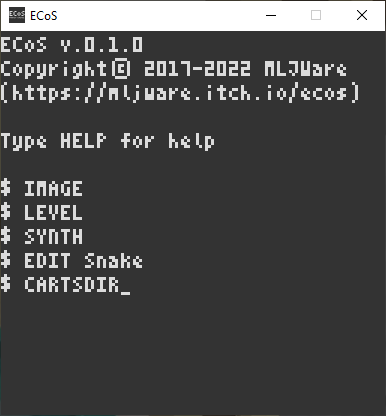 ECoS
ECoS v.0.1.0
Copyright© 2017-2022 MLJWare
(https://mljware.itch.io/ecos)
Type HELP for help
$ IMAGE
$ LEVEL
$ SYNTH
$ EDIT Snake
$ CARTSDIR_